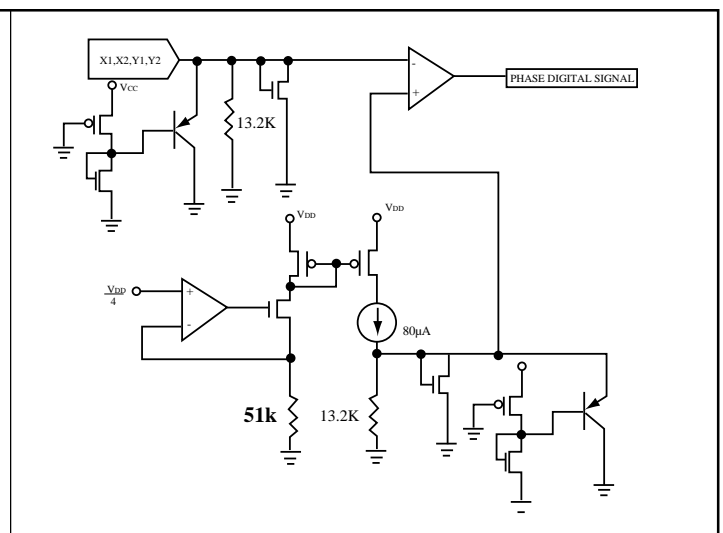 X1,X2,Y1,Y2
-
+
PHASE DIGITAL SIGNAL
VCC
13.2K
VDD
VDD
VDD
4
+
-
80µA
51k
13.2K